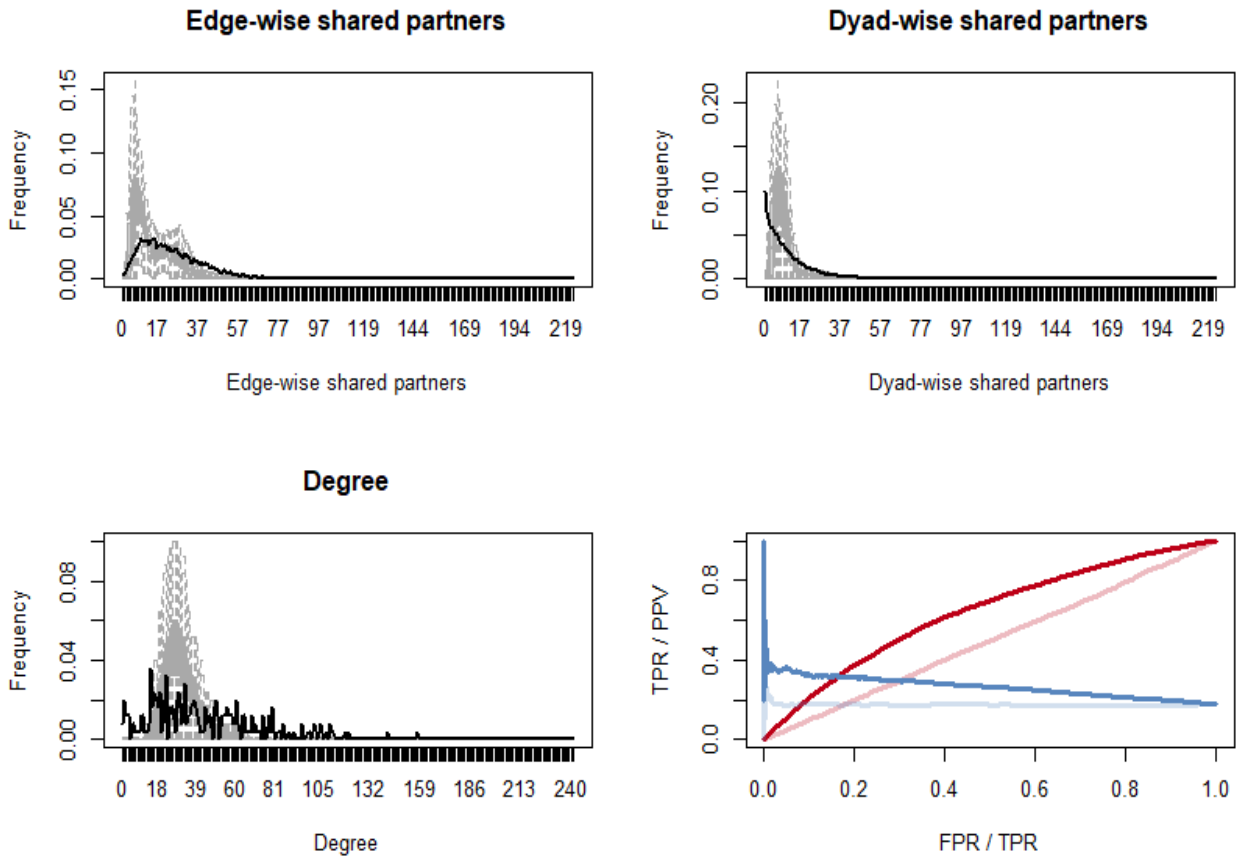 Edge-wise shared partners
Dyad-wise shared partners
Frequency
0.00 0.05 0.10 0.15
0 17 37 57 77 97 119 144 169 194 219
Edge-wise shared partners
Frequency
0.00 0.10 0.20
0 17 37 57 77 97 119 144 169 194 219
Dyad-wise shared partners
Degree
Frequency
0.00 0.04 0.08
0 18 39 60 81 105 132 159 186 213 240
Degree
TPR / PPV
0.0 0.4 0.8
0.0 0.2 0.4 0.6 0.8 1.0
FPR / TPR